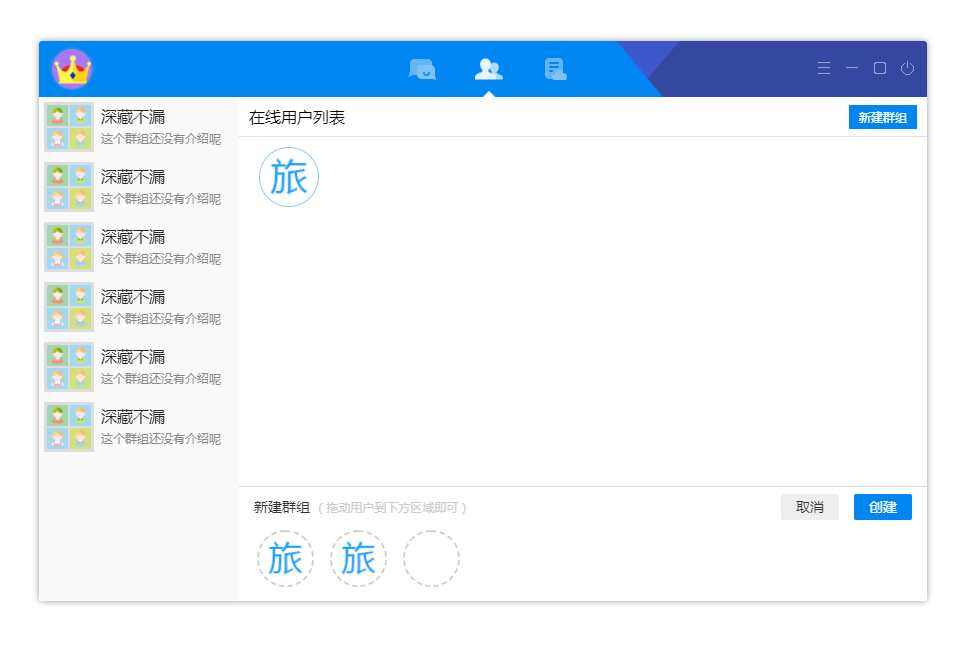 深藏不漏
这个群组还没有介绍呢
深藏不漏
这个群组还没有介绍呢
深藏不漏
这个群组还没有介绍呢
深藏不漏
这个群组还没有介绍呢
深藏不漏
这个群组还没有介绍呢
深藏不漏
这个群组还没有介绍呢
在线用户列表
新建群组
旅
新建群组（拖动用户到下方区域即可）
取消
创建
旅
旅